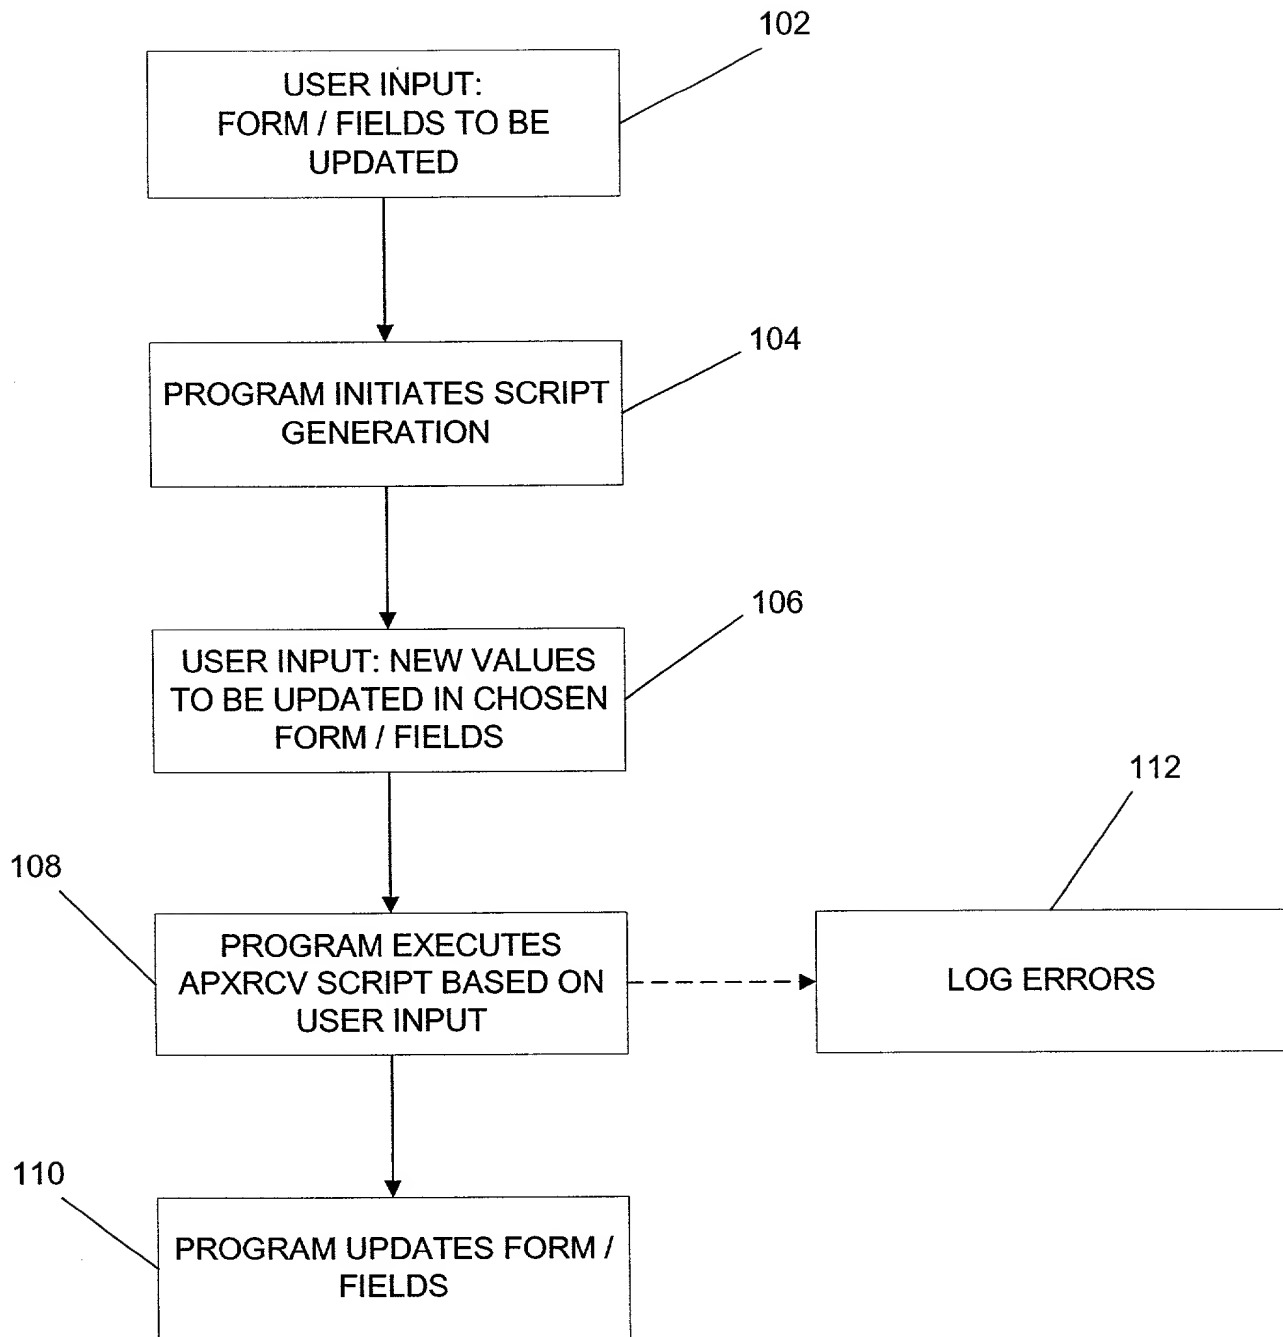 102
USER INPUT:
FORM / FIELDS TO BE
UPDATED
104
PROGRAM INITIATES SCRIPT
GENERATION
106
USER INPUT: NEW VALUES
TO BE UPDATED IN CHOSEN
FORM / FIELDS
112
108
PROGRAM EXECUTES
APXRCV SCRIPT BASED ON
USER INPUT
LOG ERRORS
110
PROGRAM UPDATES FORM /
FIELDS